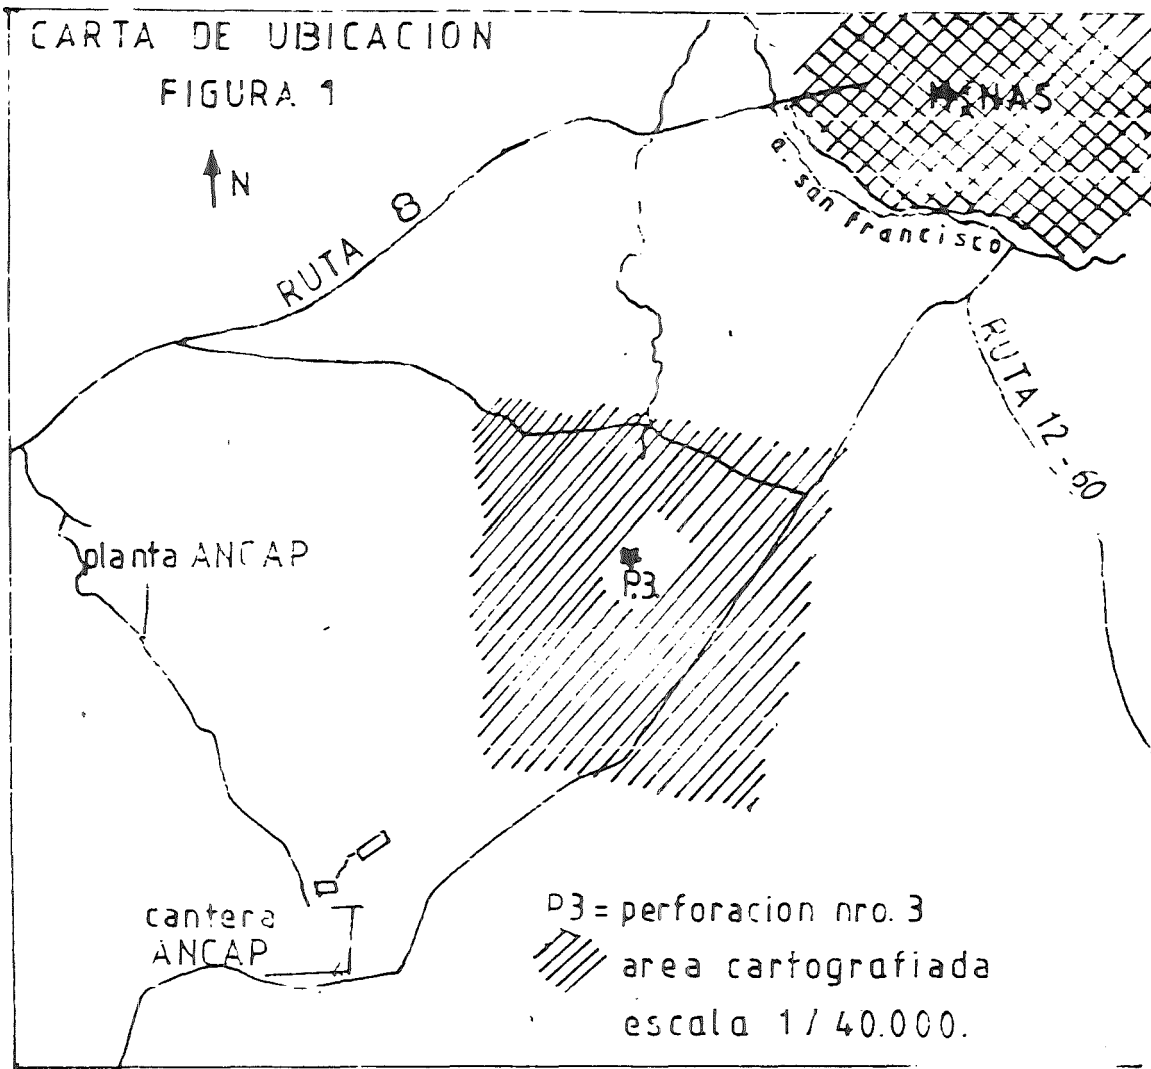 CARTA DE UBICACION
FIGURA 1
N
RUTA 8
MINAS
a. san francisco
RUTA 12-60
planta ANCAP
P.3.
cantera
ANCAP
P3 = perforacion nro. 3
area cartografiada
escala 1/40.000.